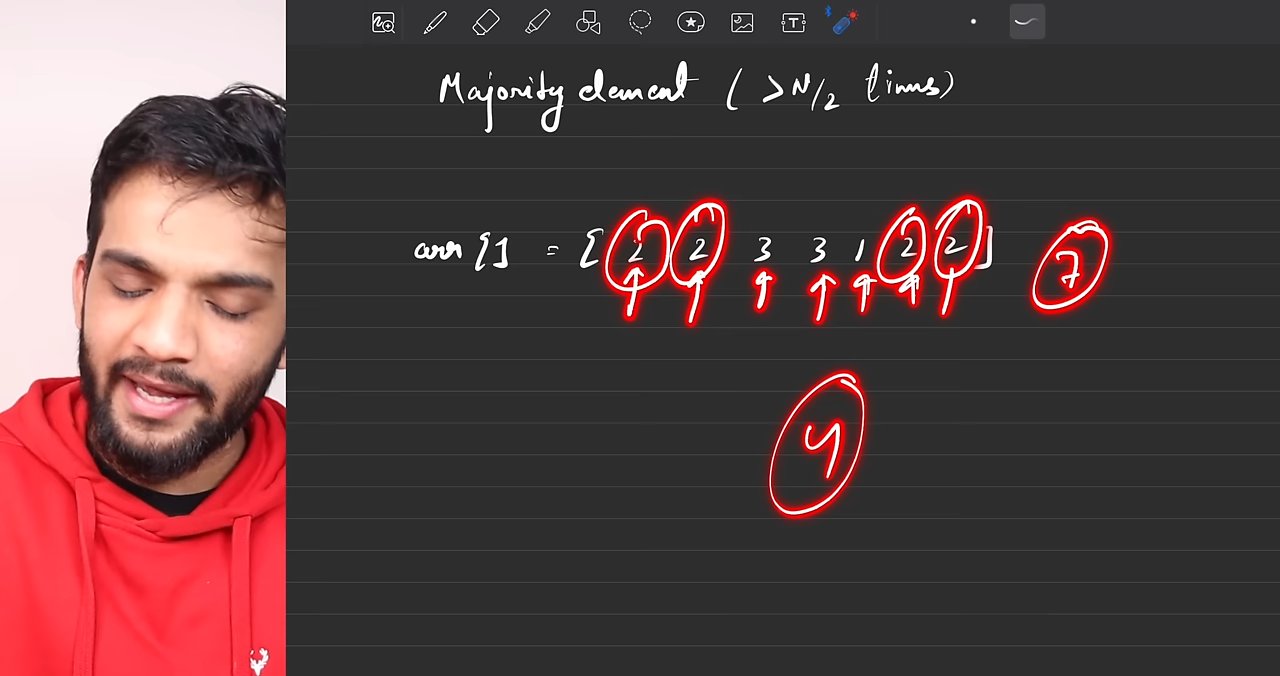 Majority element ( > N/2 times)
arr[] = [ 2 2 3 3 1 2 2 ] 7
4